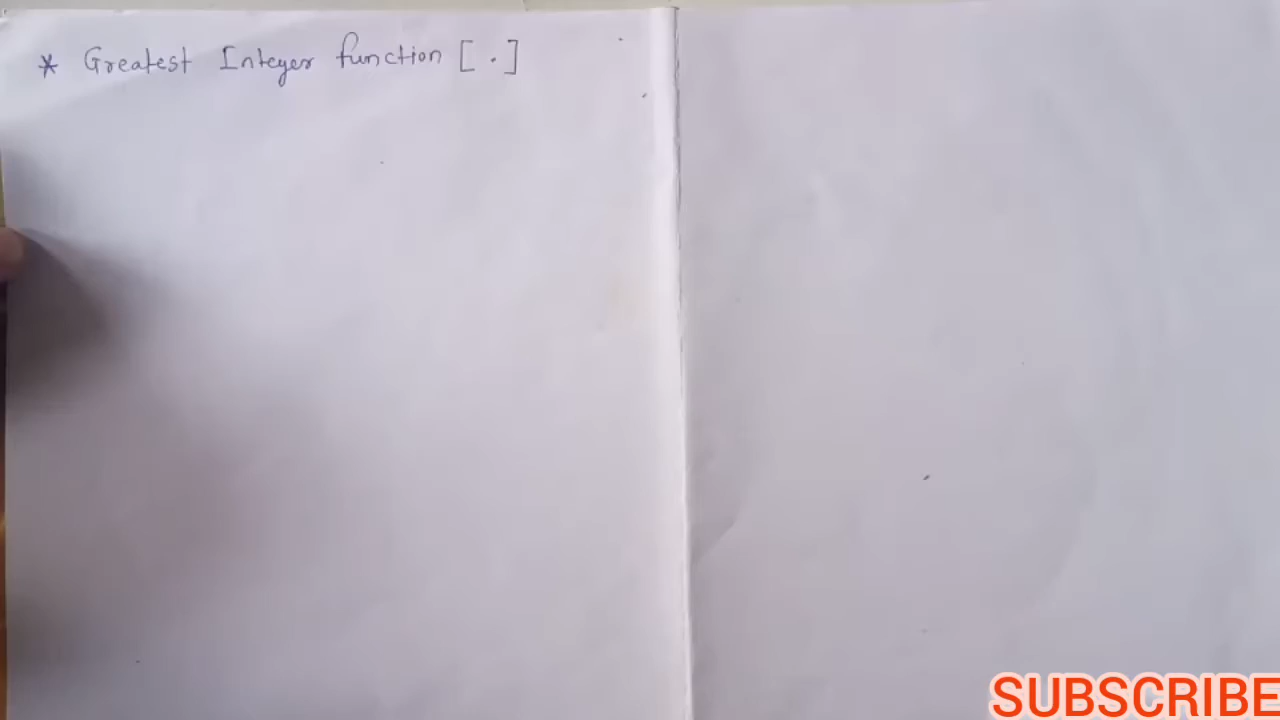 * Greatest Integer function [ . ]
SUBSCRIBE